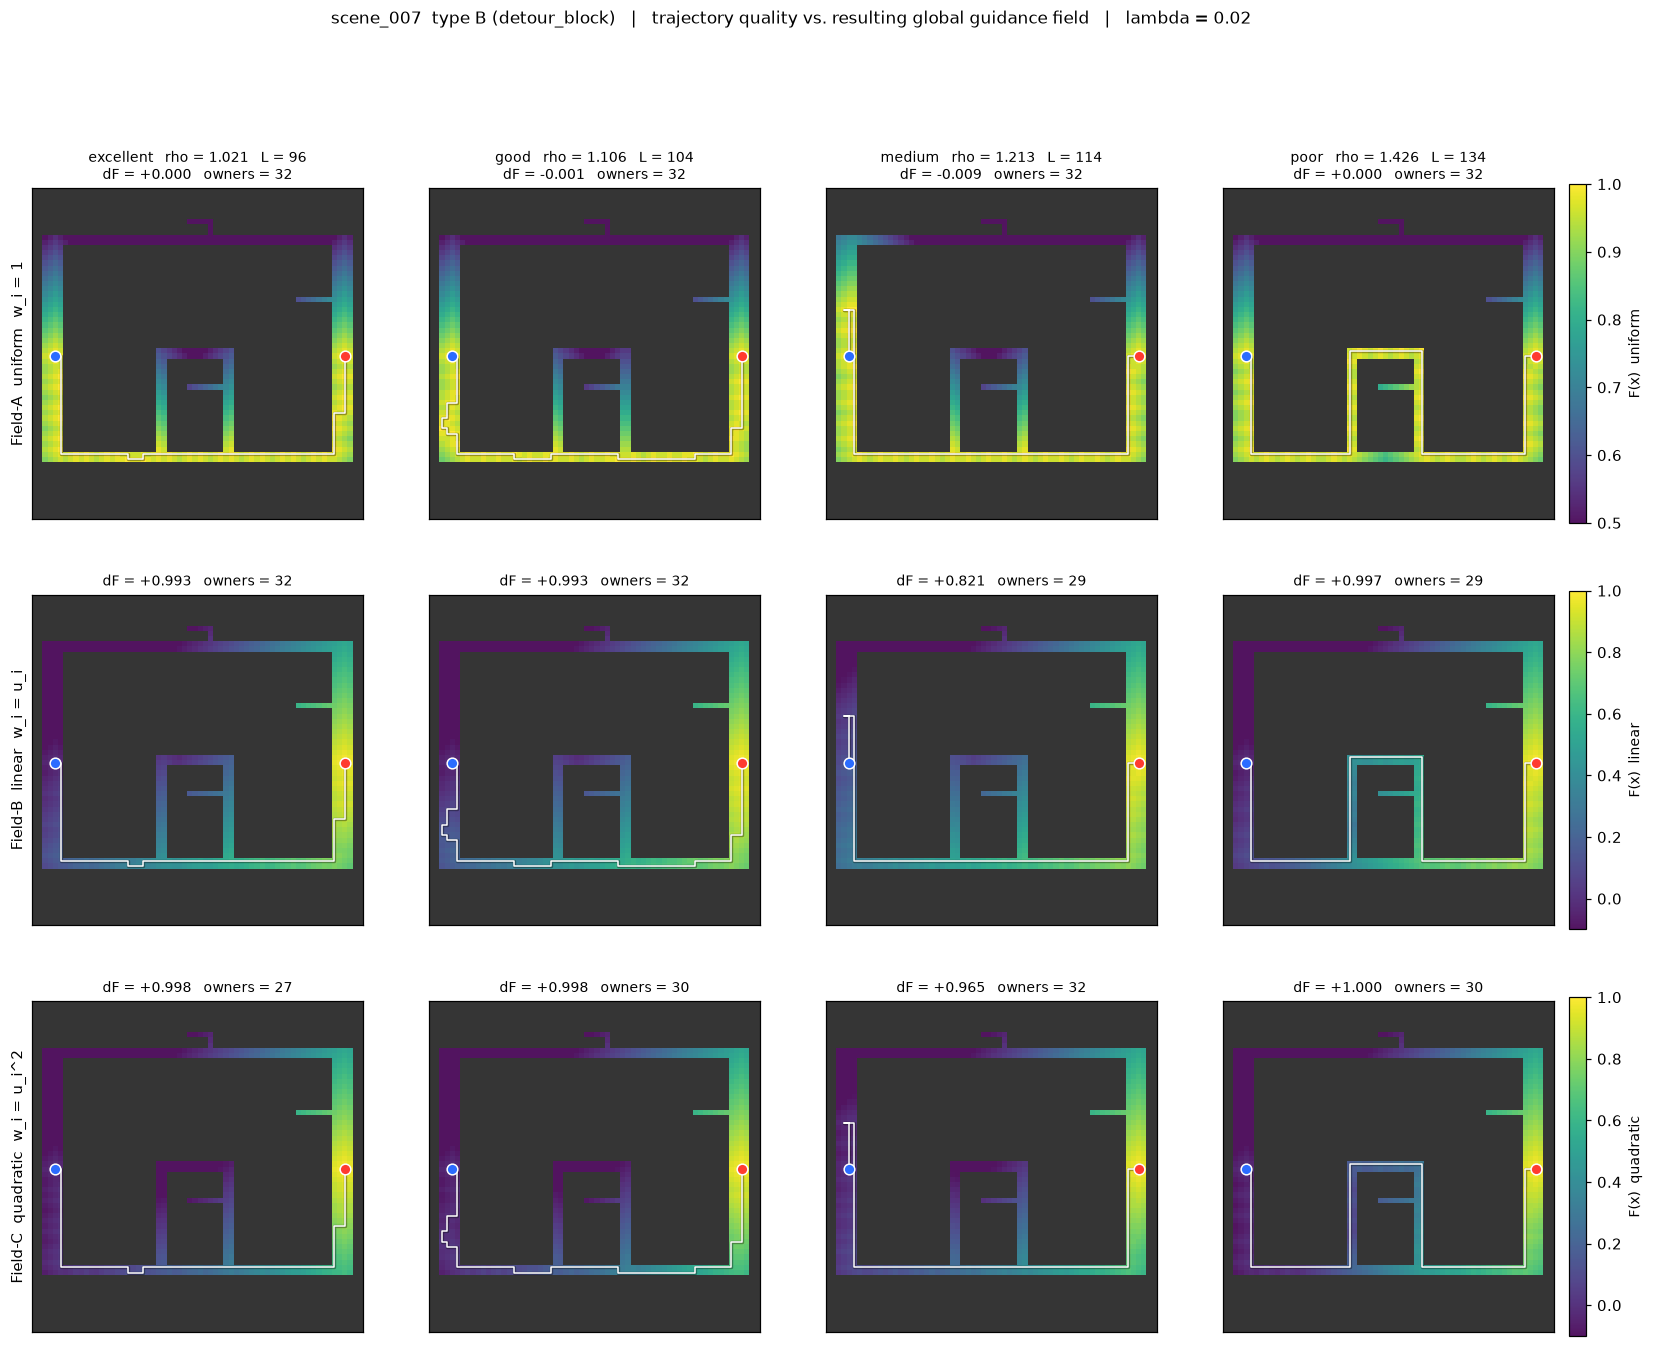 scene_007  type B (detour_block)   |   trajectory quality vs. resulting global guidance field   |   lambda = 0.02
excellent   rho = 1.021   L = 96
dF = +0.000   owners = 32
good   rho = 1.106   L = 104
dF = -0.001   owners = 32
medium   rho = 1.213   L = 114
dF = -0.009   owners = 32
poor   rho = 1.426   L = 134
dF = +0.000   owners = 32
Field-A  uniform  w_i = 1
1.0
0.9
0.8
0.7
0.6
0.5
F(x)  uniform
dF = +0.993   owners = 32
dF = +0.993   owners = 32
dF = +0.821   owners = 29
dF = +0.997   owners = 29
Field-B  linear  w_i = u_i
1.0
0.8
0.6
0.4
0.2
0.0
F(x)  linear
dF = +0.998   owners = 27
dF = +0.998   owners = 30
dF = +0.965   owners = 32
dF = +1.000   owners = 30
Field-C  quadratic  w_i = u_i^2
1.0
0.8
0.6
0.4
0.2
0.0
F(x)  quadratic